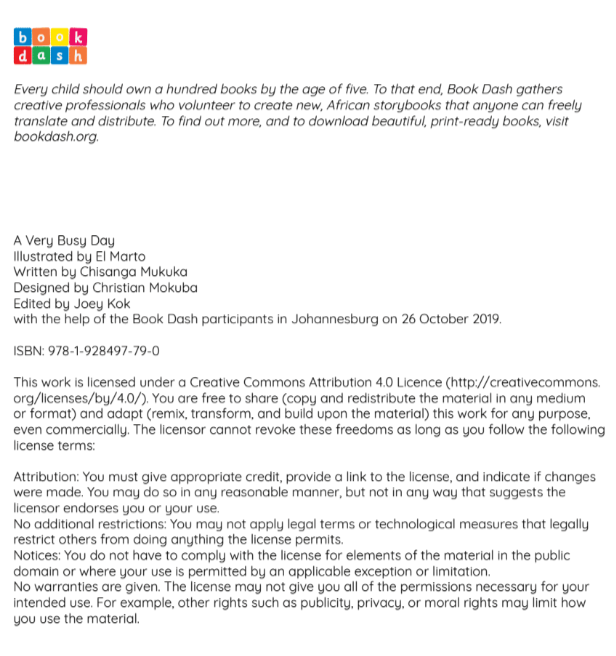 book
dash
Every child should own a hundred books by the age of five. To that end, Book Dash gathers
creative professionals who volunteer to create new, African storybooks that anyone can freely
translate and distribute. To find out more, and to download beautiful, print-ready books, visit
bookdash.org.
A Very Busy Day
Illustrated by El Marto
Written by Chisanga Mukuka
Designed by Christian Mokuba
Edited by Joey Kok
with the help of the Book Dash participants in Johannesburg on 26 October 2019.
ISBN: 978-1-928497-79-0
This work is licensed under a Creative Commons Attribution 4.0 Licence (http://creativecommons.
org/licenses/by/4.0/). You are free to share (copy and redistribute the material in any medium
or format) and adapt (remix, transform, and build upon the material) this work for any purpose,
even commercially. The licensor cannot revoke these freedoms as long as you follow the following
license terms:
Attribution: You must give appropriate credit, provide a link to the license, and indicate if changes
were made. You may do so in any reasonable manner, but not in any way that suggests the
licensor endorses you or your use.
No additional restrictions: You may not apply legal terms or technological measures that legally
restrict others from doing anything the license permits.
Notices: You do not have to comply with the license for elements of the material in the public
domain or where your use is permitted by an applicable exception or limitation.
No warranties are given. The license may not give you all of the permissions necessary for your
intended use. For example, other rights such as publicity, privacy, or moral rights may limit how
you use the material.